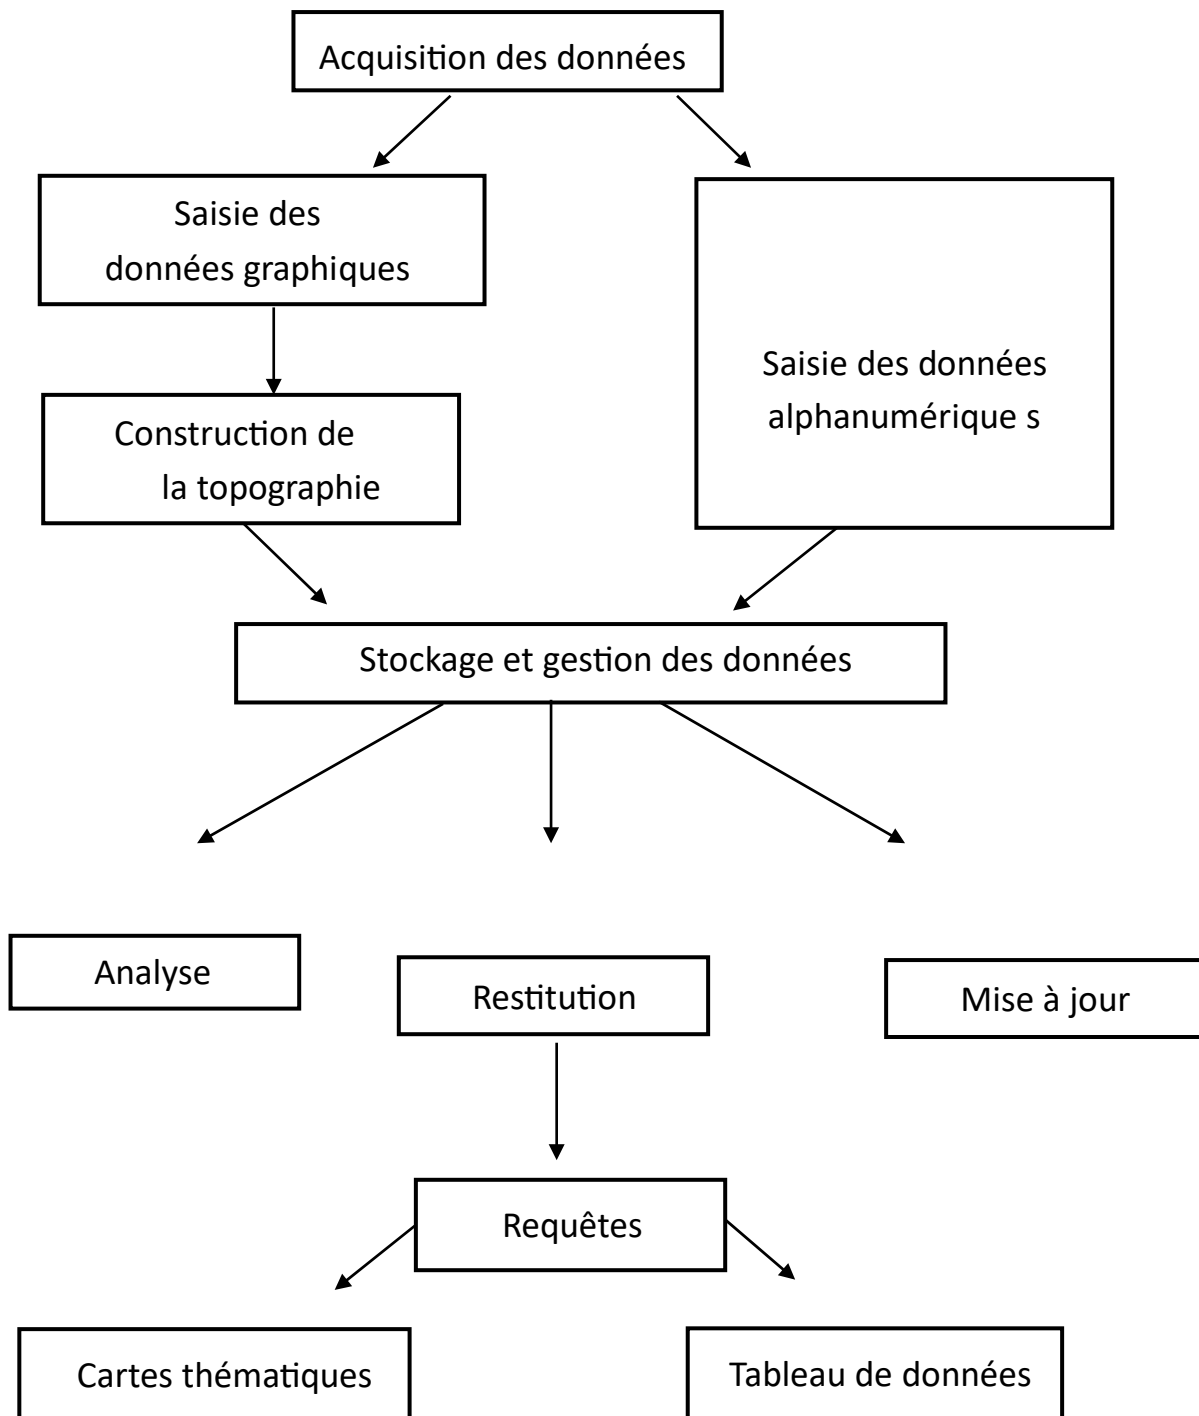 Acquisition des données
Saisie des
données graphiques
Saisie des données
alphanumérique s
Construction de
la topographie
Stockage et gestion des données
Analyse
Restitution
Mise à jour
Requêtes
Cartes thématiques
Tableau de données